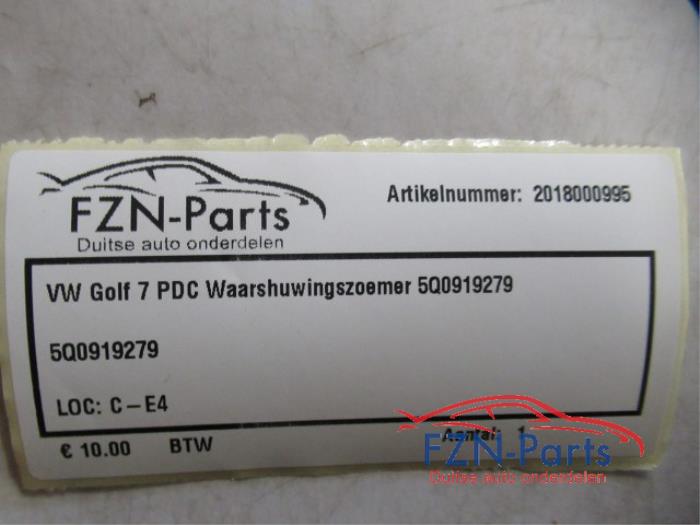 FZN-Parts
Duitse auto onderdelen
Artikelnummer: 2018000995
VW Golf 7 PDC Waarshuwingszoemer 5Q0919279
5Q0919279
LOC: C-E4
€ 10.00 BTW
Aantal: 1
FZN-Parts
Duitse auto onderdelen